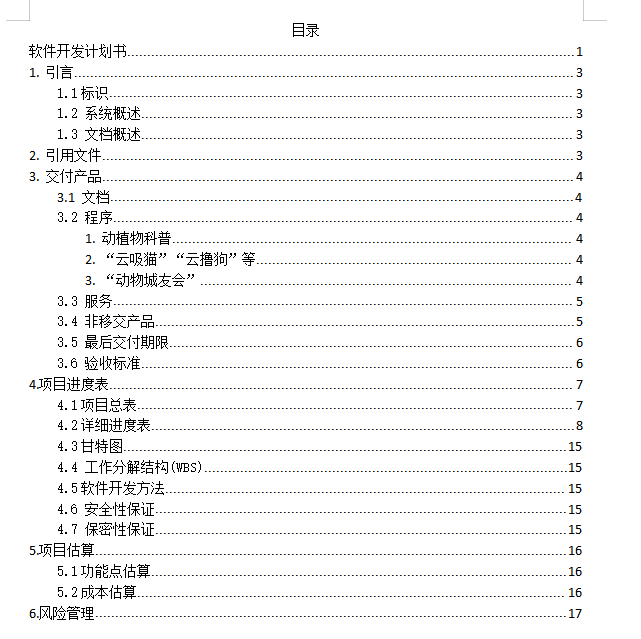 目录
软件开发计划书 1
1. 引言 3
1.1标识 3
1.2 系统概述 3
1.3 文档概述 3
2. 引用文件 3
3. 交付产品 4
3.1 文档 4
3.2 程序 4
1. 动植物科普 4
2. “云吸猫”“云撸狗”等 4
3. “动物城友会” 4
3.3 服务 5
3.4 非移交产品 5
3.5 最后交付期限 6
3.6 验收标准 6
4.项目进度表 7
4.1项目总表 7
4.2详细进度表 8
4.3甘特图 15
4.4 工作分解结构(WBS) 15
4.5软件开发方法 15
4.6 安全性保证 15
4.7 保密性保证 15
5.项目估算 16
5.1功能点估算 16
5.2成本估算 16
6.风险管理 17